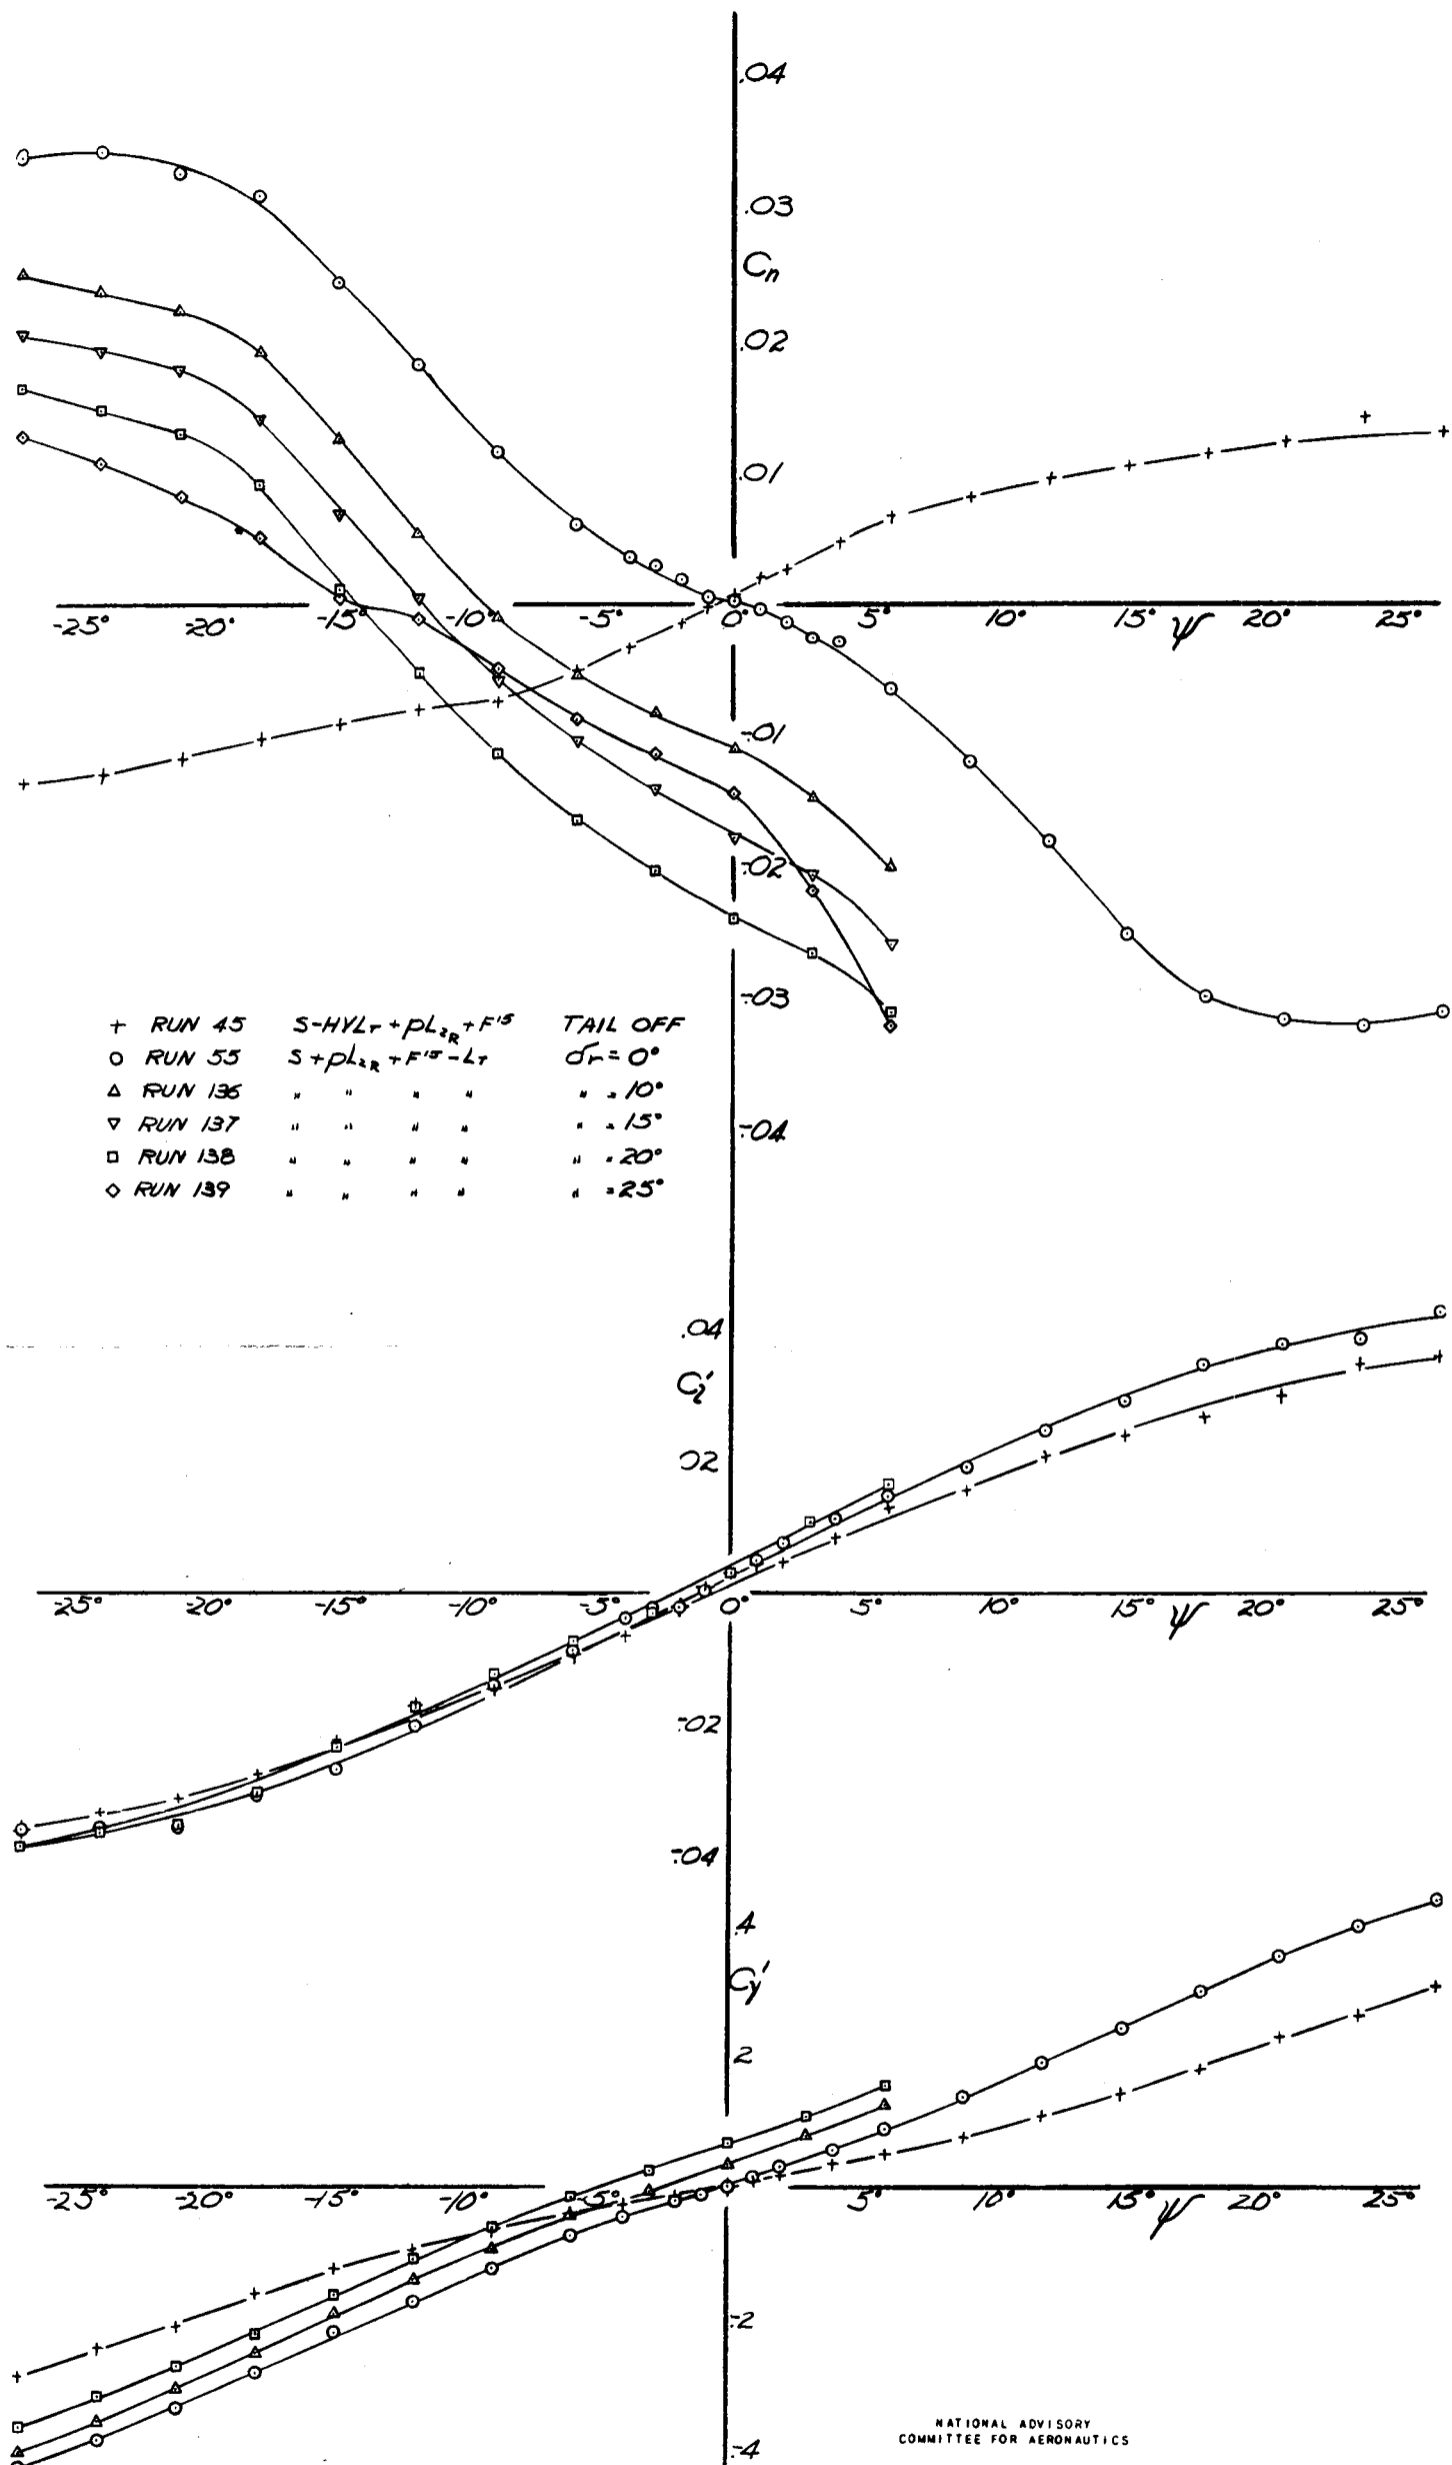 .04
.03
Cn
.02
.01
-25° -20° -15° -10° -5° 0° 5° 10° 15° ψ 20° 25°
-.01
-.02
-.03
-.04
+ RUN 45 S-HVLT+pL2R+F15 TAIL OFF
○ RUN 55 S+pL2R+F15-LT δr=0°
△ RUN 136 " " " " " =10°
▽ RUN 137 " " " " " =15°
□ RUN 138 " " " " " =20°
◇ RUN 139 " " " " " =25°
.04
Cl'
02
25° -20° -15° -10° -5° 0° 5° 10° 15° ψ 20° 25°
-.02
-.04
.4
Cy'
2
-25° -20° -15° -10° -5° 5° 10° 15° ψ 20° 25°
-.2
-.4
NATIONAL ADVISORY
COMMITTEE FOR AERONAUTICS